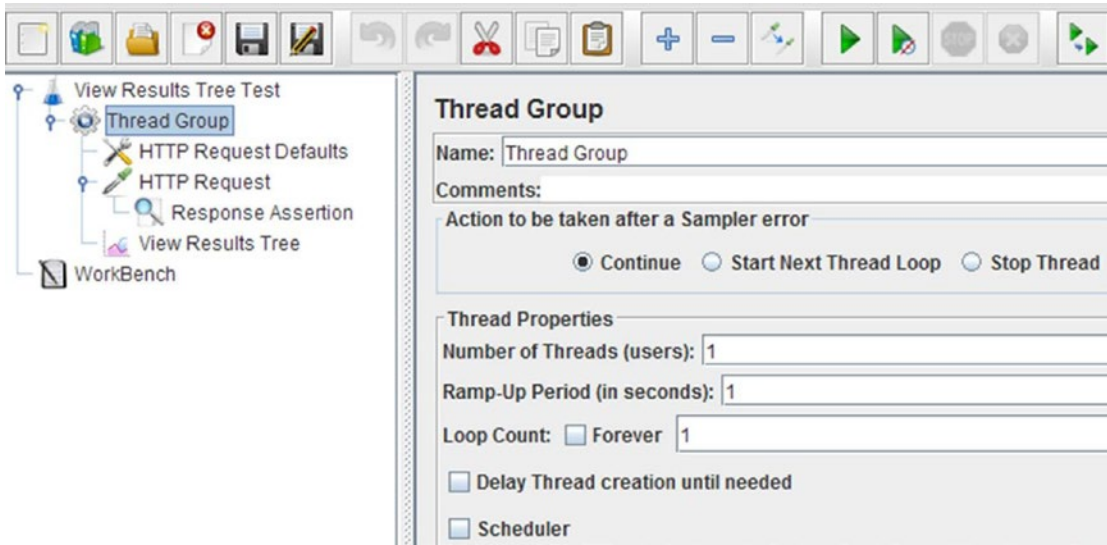 STOP
View Results Tree Test
Thread Group
HTTP Request Defaults
HTTP Request
Response Assertion
View Results Tree
WorkBench
Thread Group
Name: Thread Group
Comments:
Action to be taken after a Sampler error
Continue Start Next Thread Loop Stop Thread
Thread Properties
Number of Threads (users): 1
Ramp-Up Period (in seconds): 1
Loop Count: Forever 1
Delay Thread creation until needed
Scheduler